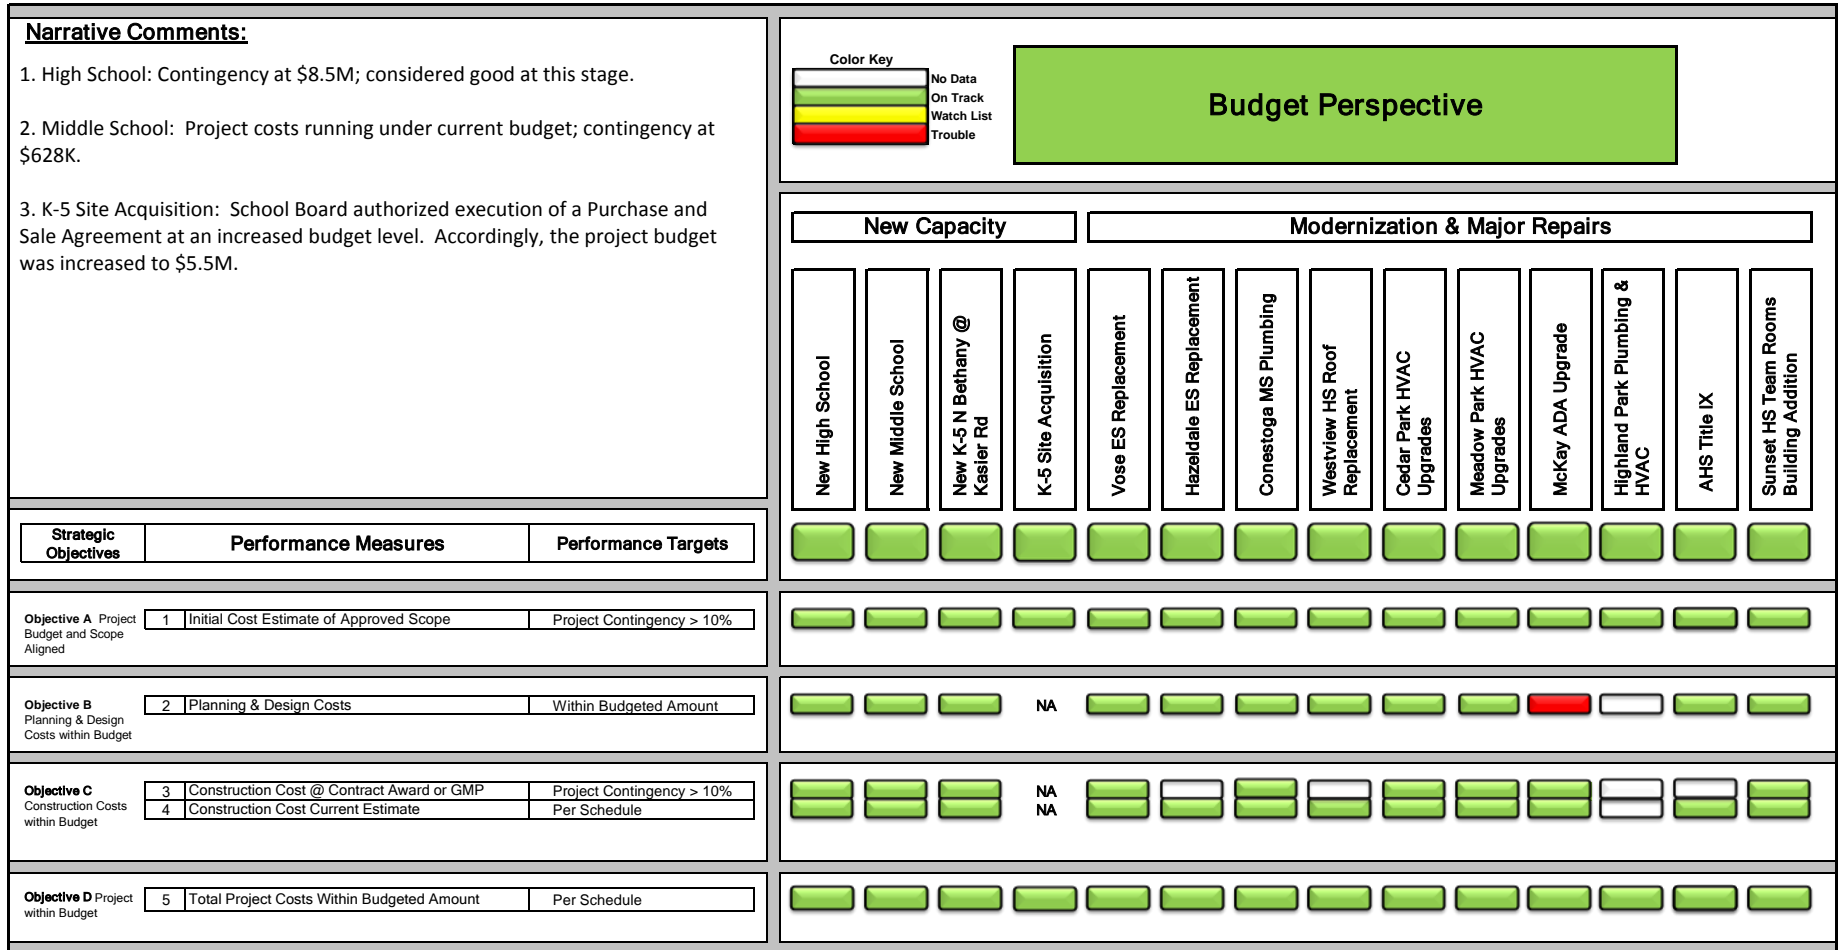 Narrative Comments:
1. High School: Contingency at $8.5M; considered good at this stage.
2. Middle School:  Project costs running under current budget; contingency at
$628K.
3. K-5 Site Acquisition:  School Board authorized execution of a Purchase and
Sale Agreement at an increased budget level.  Accordingly, the project budget
was increased to $5.5M.
Color Key
No Data
On Track
Watch List
Trouble
Budget Perspective
New Capacity
Modernization & Major Repairs
New High School
New Middle School
New K-5 N Bethany @
Kasier Rd
K-5 Site Acquisition
Vose ES Replacement
Hazeldale ES Replacement
Conestoga MS Plumbing
Westview HS Roof
Replacement
Cedar Park HVAC
Upgrades
Meadow Park HVAC
Upgrades
McKay ADA Upgrade
Highland Park Plumbing &
HVAC
AHS Title IX
Sunset HS Team Rooms
Building Addition
Strategic
Objectives
Performance Measures
Performance Targets
Objective A Project
Budget and Scope
Aligned
1 Initial Cost Estimate of Approved Scope Project Contingency > 10%
Objective B
Planning & Design
Costs within Budget
2 Planning & Design Costs Within Budgeted Amount
NA
Objective C
Construction Costs
within Budget
3 Construction Cost @ Contract Award or GMP Project Contingency > 10%
NA
4 Construction Cost Current Estimate Per Schedule
NA
Objective D Project
within Budget
5 Total Project Costs Within Budgeted Amount Per Schedule